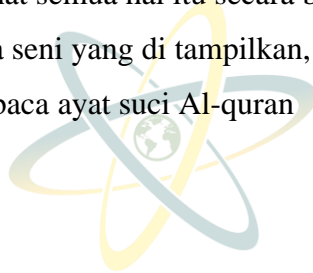 semua hal itu secara
seni yang di tampilkan,
baca ayat suci Al-quran